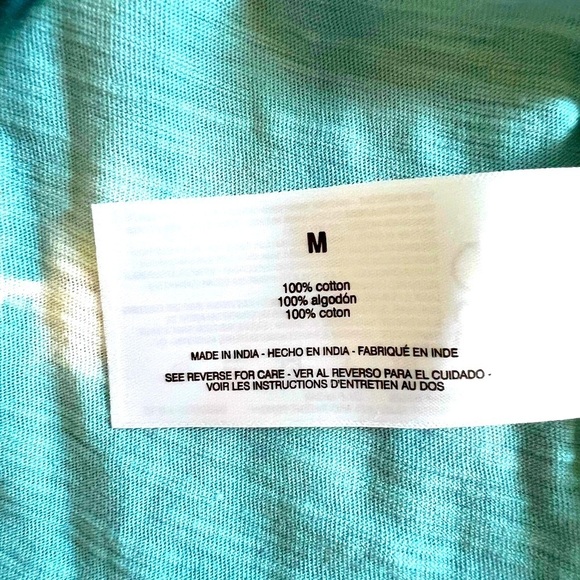 M
100% cotton
100% algodón
100% coton
MADE IN INDIA - HECHO EN INDIA - FABRIQUÉ EN INDE
SEE REVERSE FOR CARE - VER AL REVERSO PARA EL CUIDADO -
VOIR LES INSTRUCTIONS D'ENTRETIEN AU DOS